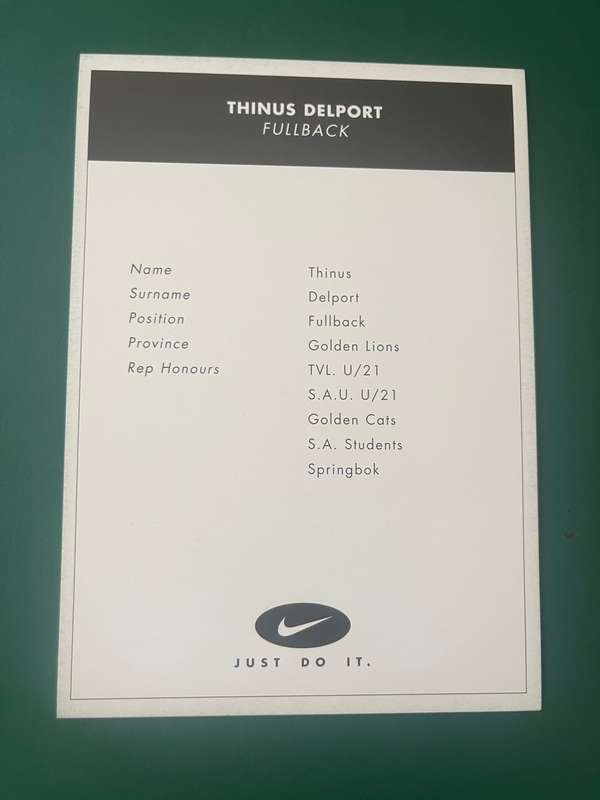 THINUS DELPORT
FULLBACK
Name Thinus
Surname Delport
Position Fullback
Province Golden Lions
Rep Honours TVL. U/21
S.A.U. U/21
Golden Cats
S.A. Students
Springbok
JUST DO IT.